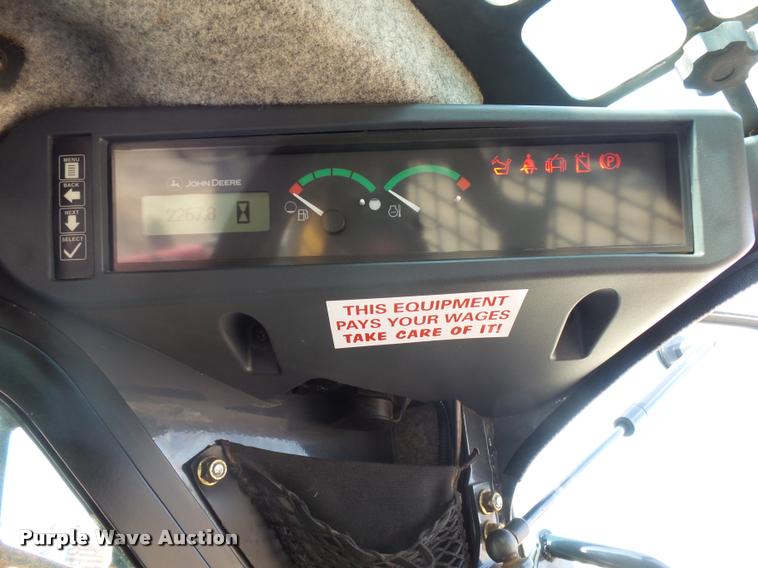 MENU
BACK
NEXT
SELECT
JOHN DEERE
2267.8
P
THIS EQUIPMENT
PAYS YOUR WAGES
TAKE CARE OF IT!
Purple Wave Auction